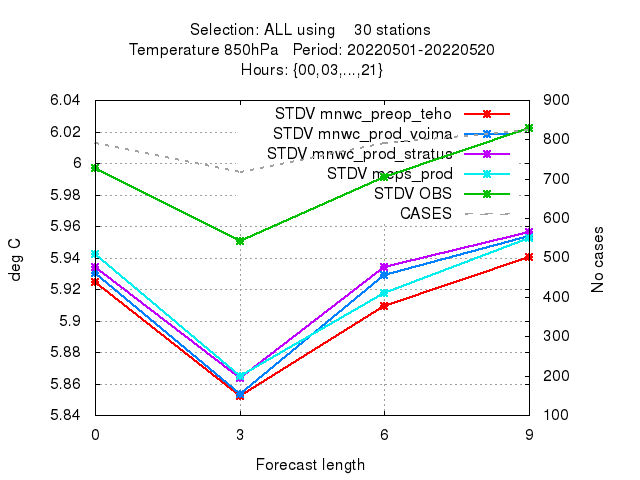 Selection: ALL using 30 stations
Temperature 850hPa Period: 20220501-20220520
Hours: {00,03,...,21}
6.04
6.02
6
5.98
5.96
5.94
5.92
5.9
5.88
5.86
5.84
deg C
STDV mnwc_preop_teho
STDV mnwc_prod_voima
STDV mnwc_prod_stratus
STDV meps_prod
STDV OBS
CASES
900
800
700
600
500
400
300
200
100
No cases
0 3 6 9
Forecast length